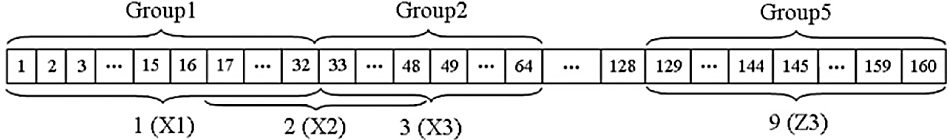 Group1 Group2 Group5
1 2 3 ... 15 16 17 ... 32 33 ... 48 49 ... 64 ... 128 129 ... 144 145 ... 159 160
1 (X1) 2 (X2) 3 (X3) 9 (Z3)